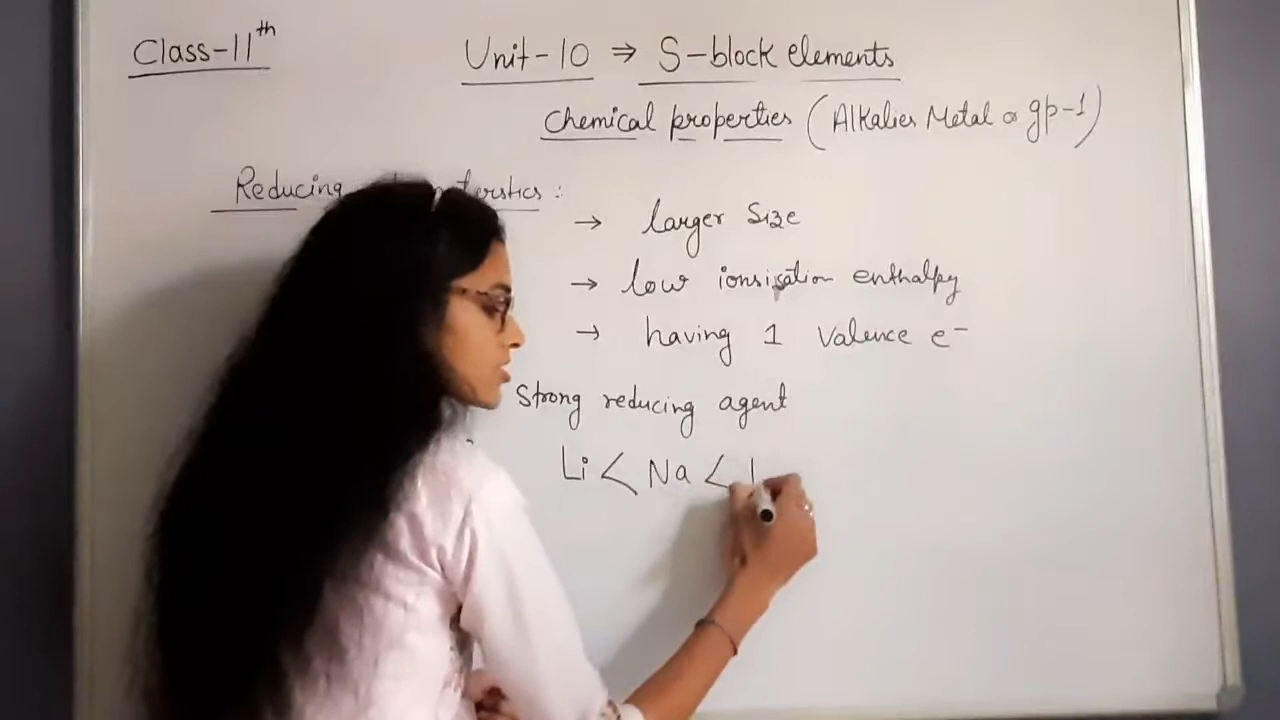 Class-11th
Unit-10 ⇒ S-block elements
Chemical properties (Alkalies Metal or gp-1)
Reducing
→ larger Size
→ low ionsisation enthalpy
→ having 1 Valence e⁻
Strong reducing agent
Li < Na <